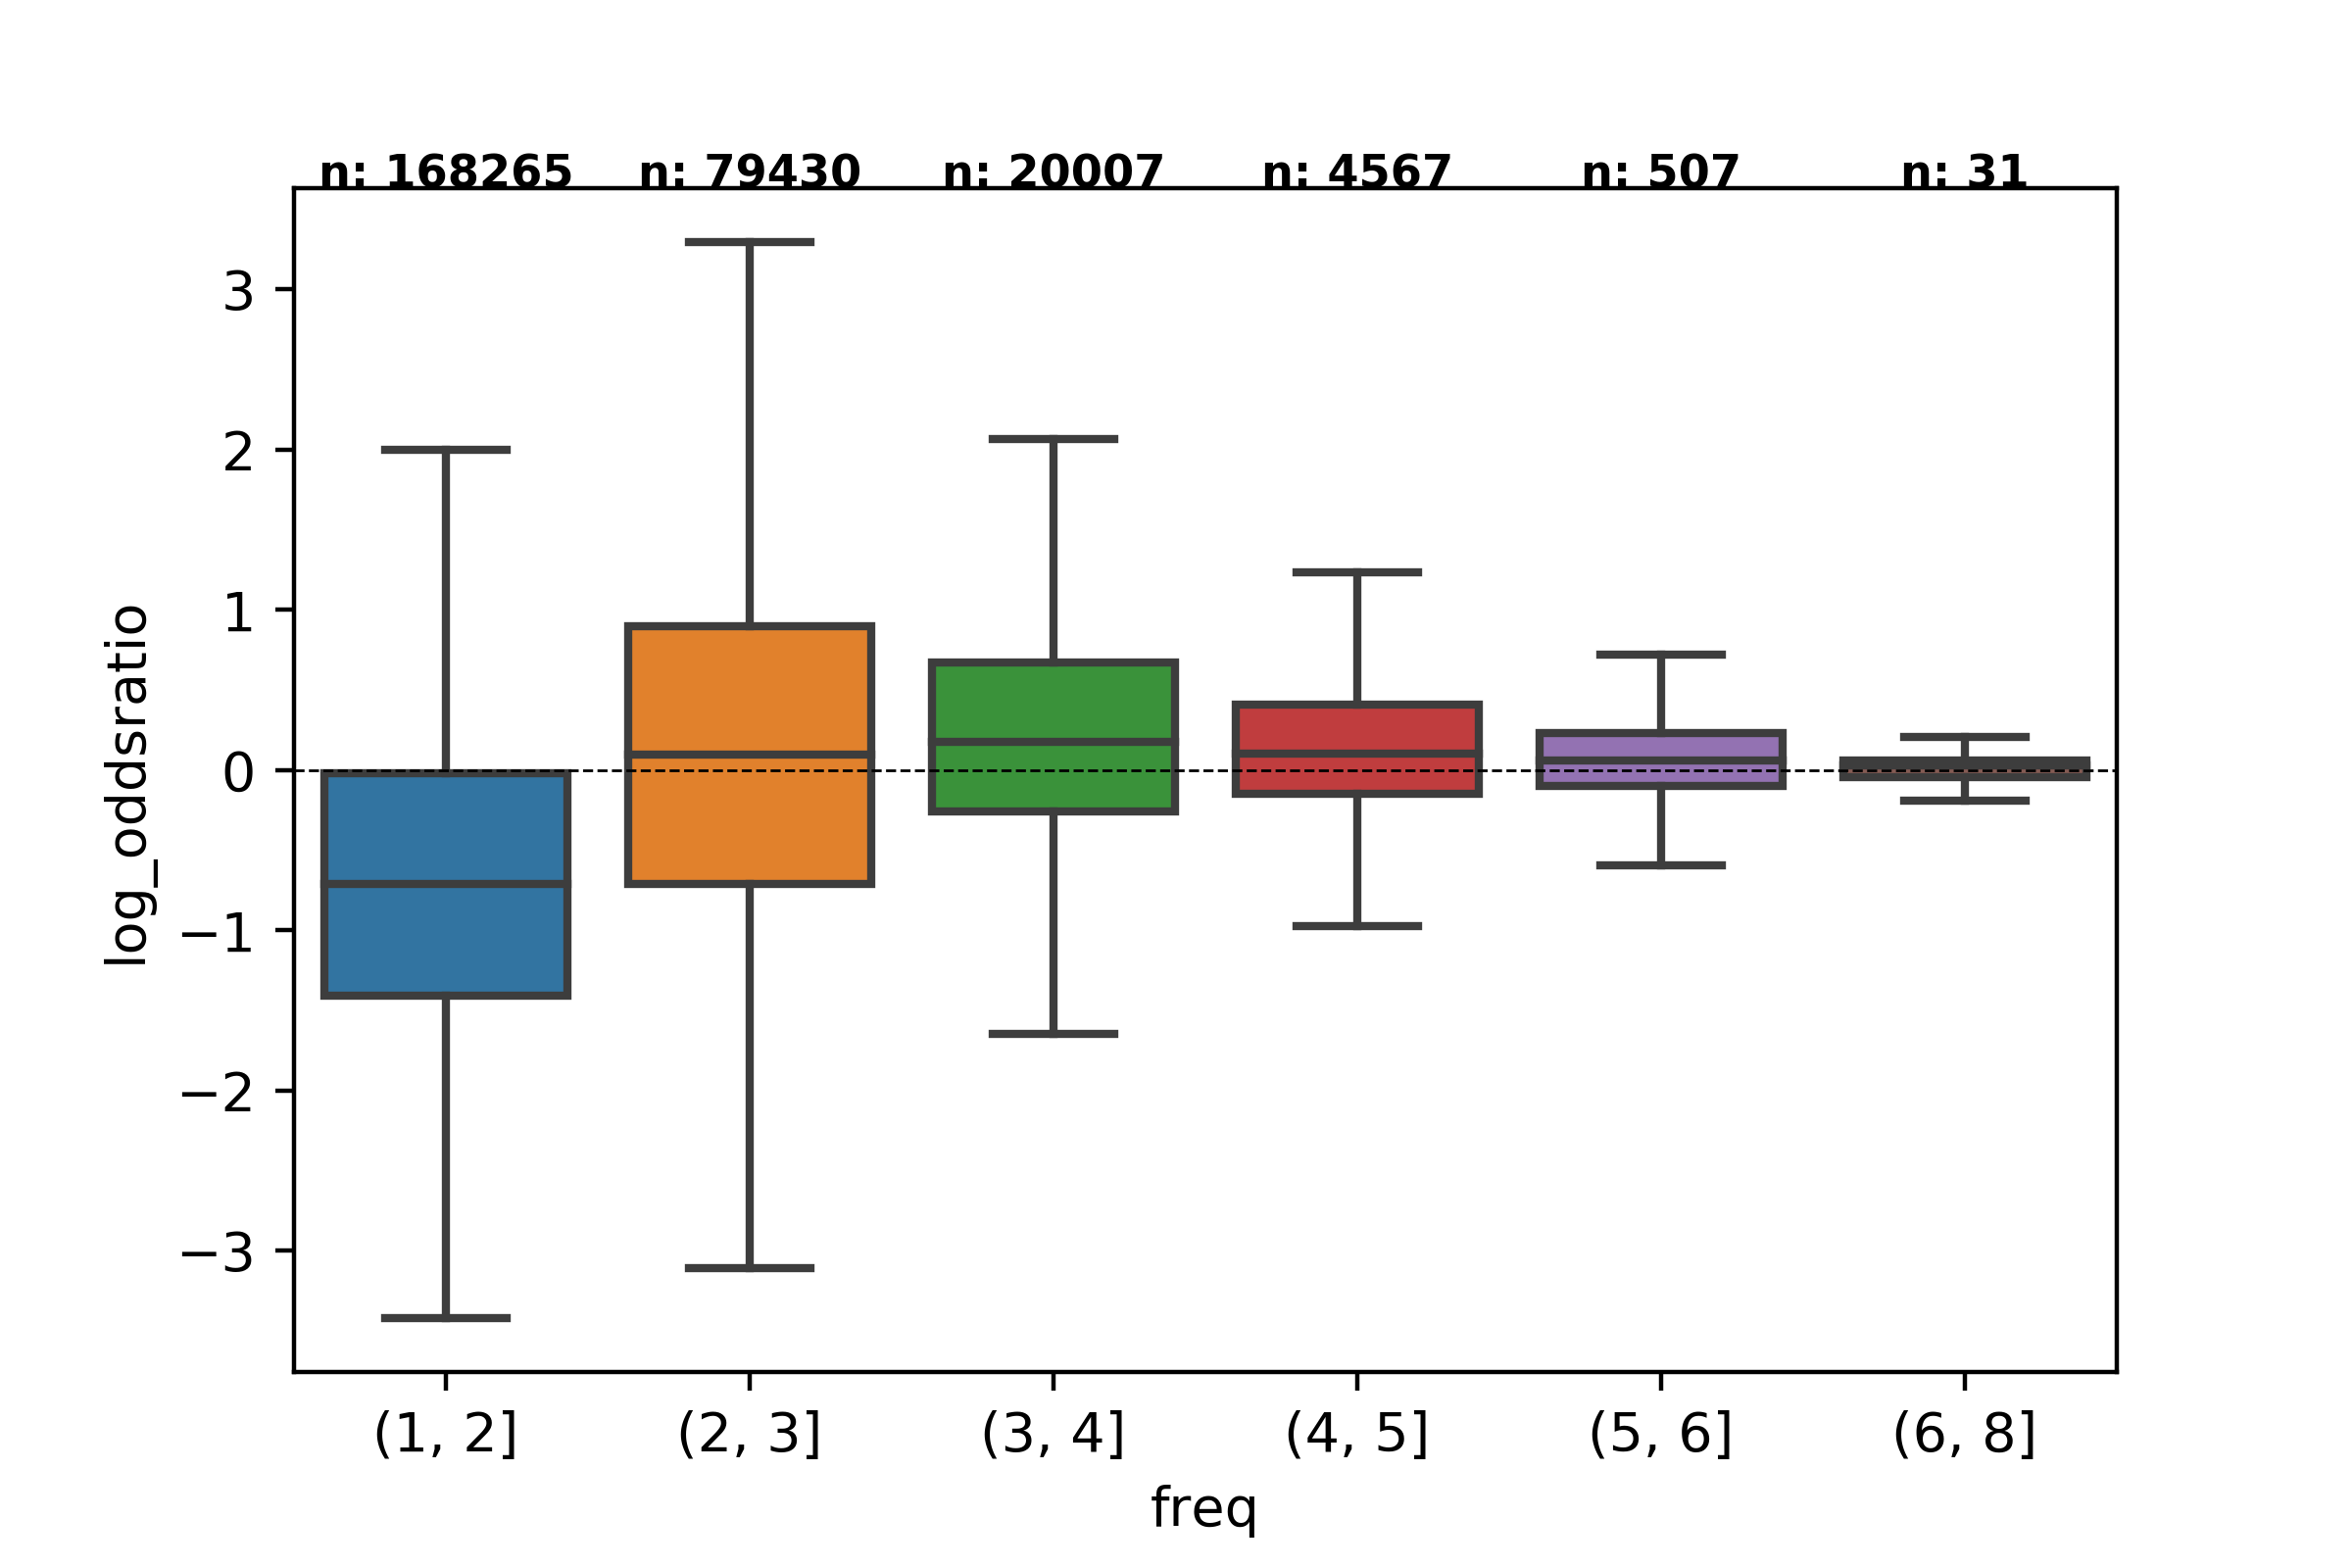 n: 168265 n: 79430 n: 20007 n: 4567 n: 507 n: 31
3
2
1
0
−1
−2
−3
log_oddsratio
(1, 2] (2, 3] (3, 4] (4, 5] (5, 6] (6, 8]
freq